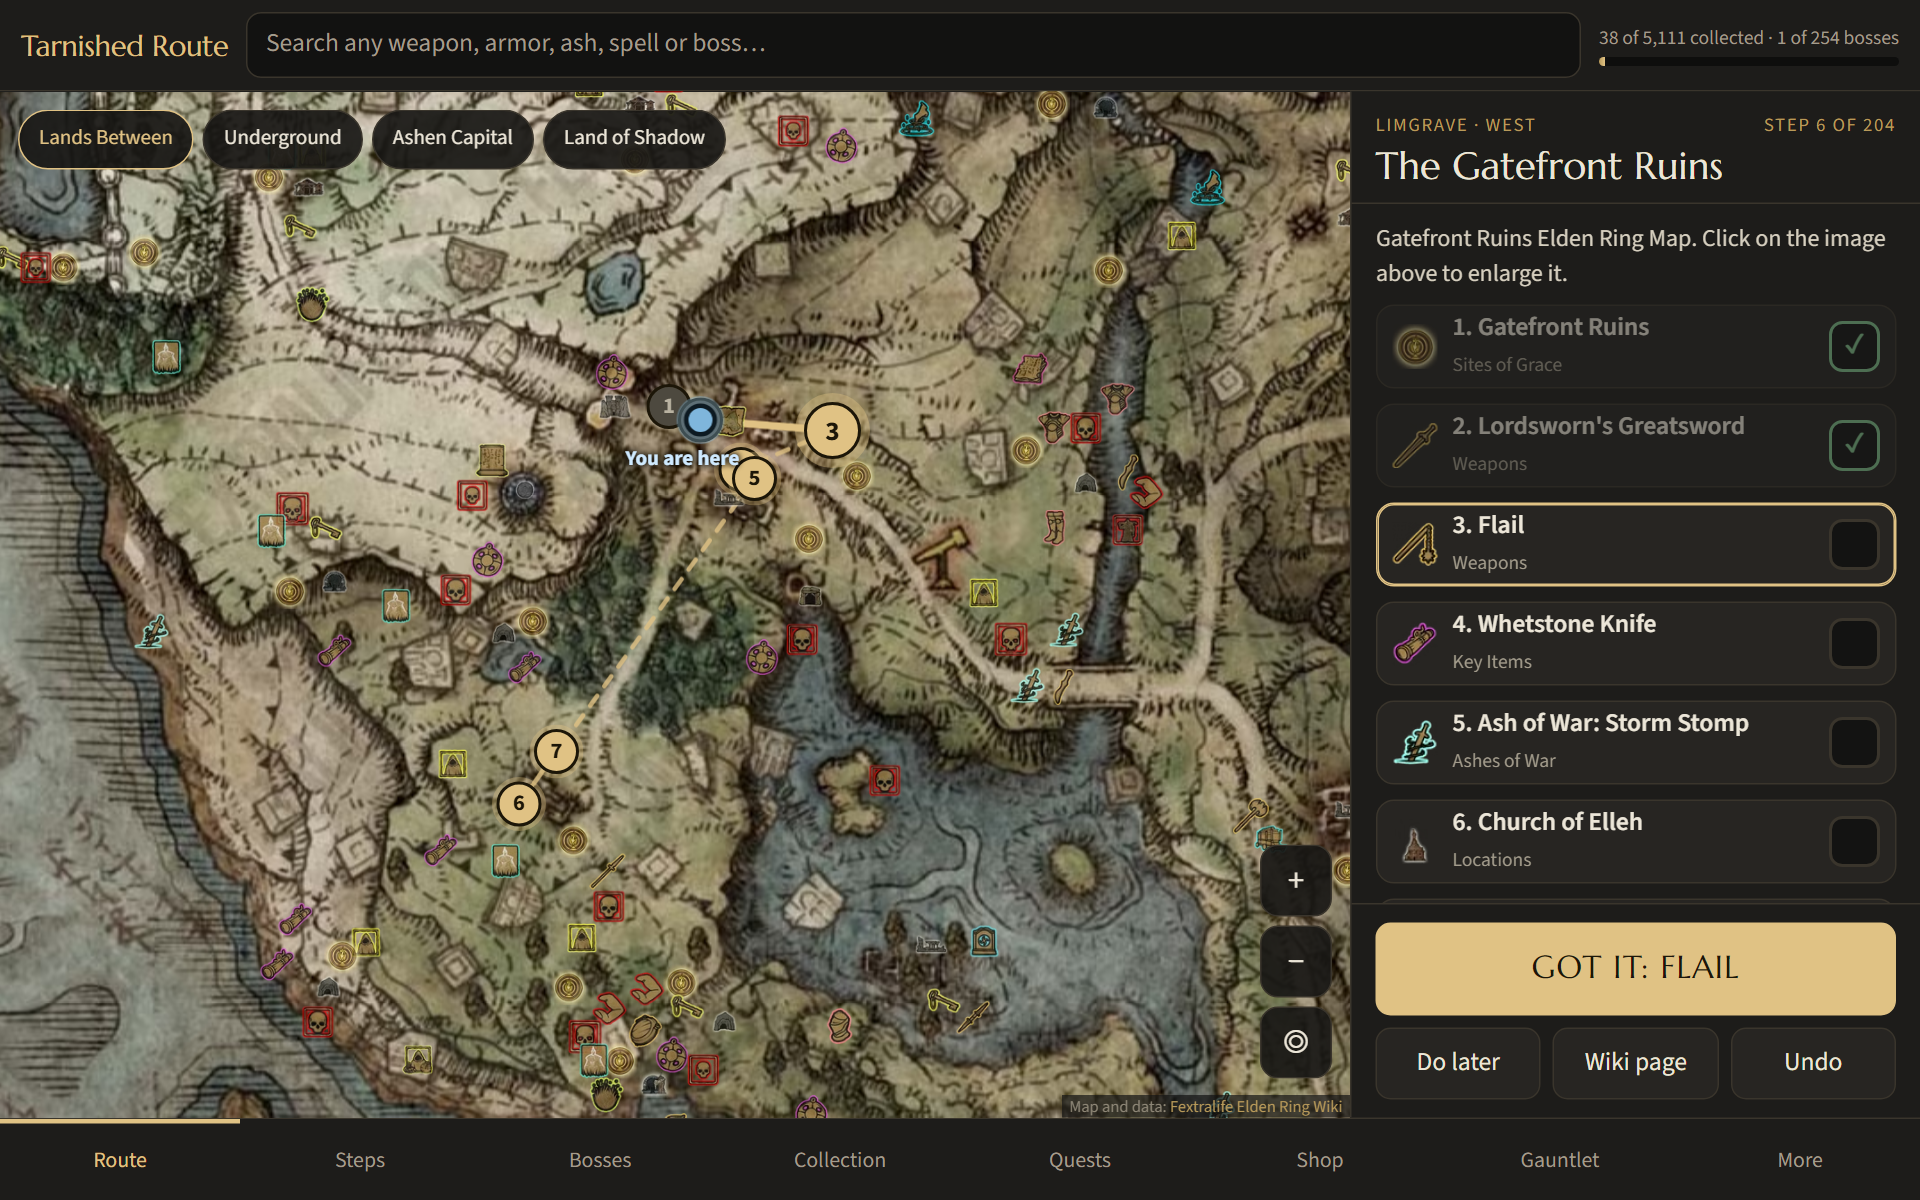 Tarnished Route
Search any weapon, armor, ash, spell or boss…
38 of 5,111 collected · 1 of 254 bosses
Lands Between
Underground
Ashen Capital
Land of Shadow
1
You are here
3
5
7
6
+
−
Map and data: Fextralife Elden Ring Wiki
LIMGRAVE · WEST
STEP 6 OF 204
The Gatefront Ruins
Gatefront Ruins Elden Ring Map. Click on the image
above to enlarge it.
1. Gatefront Ruins
Sites of Grace
2. Lordsworn's Greatsword
Weapons
3. Flail
Weapons
4. Whetstone Knife
Key Items
5. Ash of War: Storm Stomp
Ashes of War
6. Church of Elleh
Locations
GOT IT: FLAIL
Do later
Wiki page
Undo
Route
Steps
Bosses
Collection
Quests
Shop
Gauntlet
More